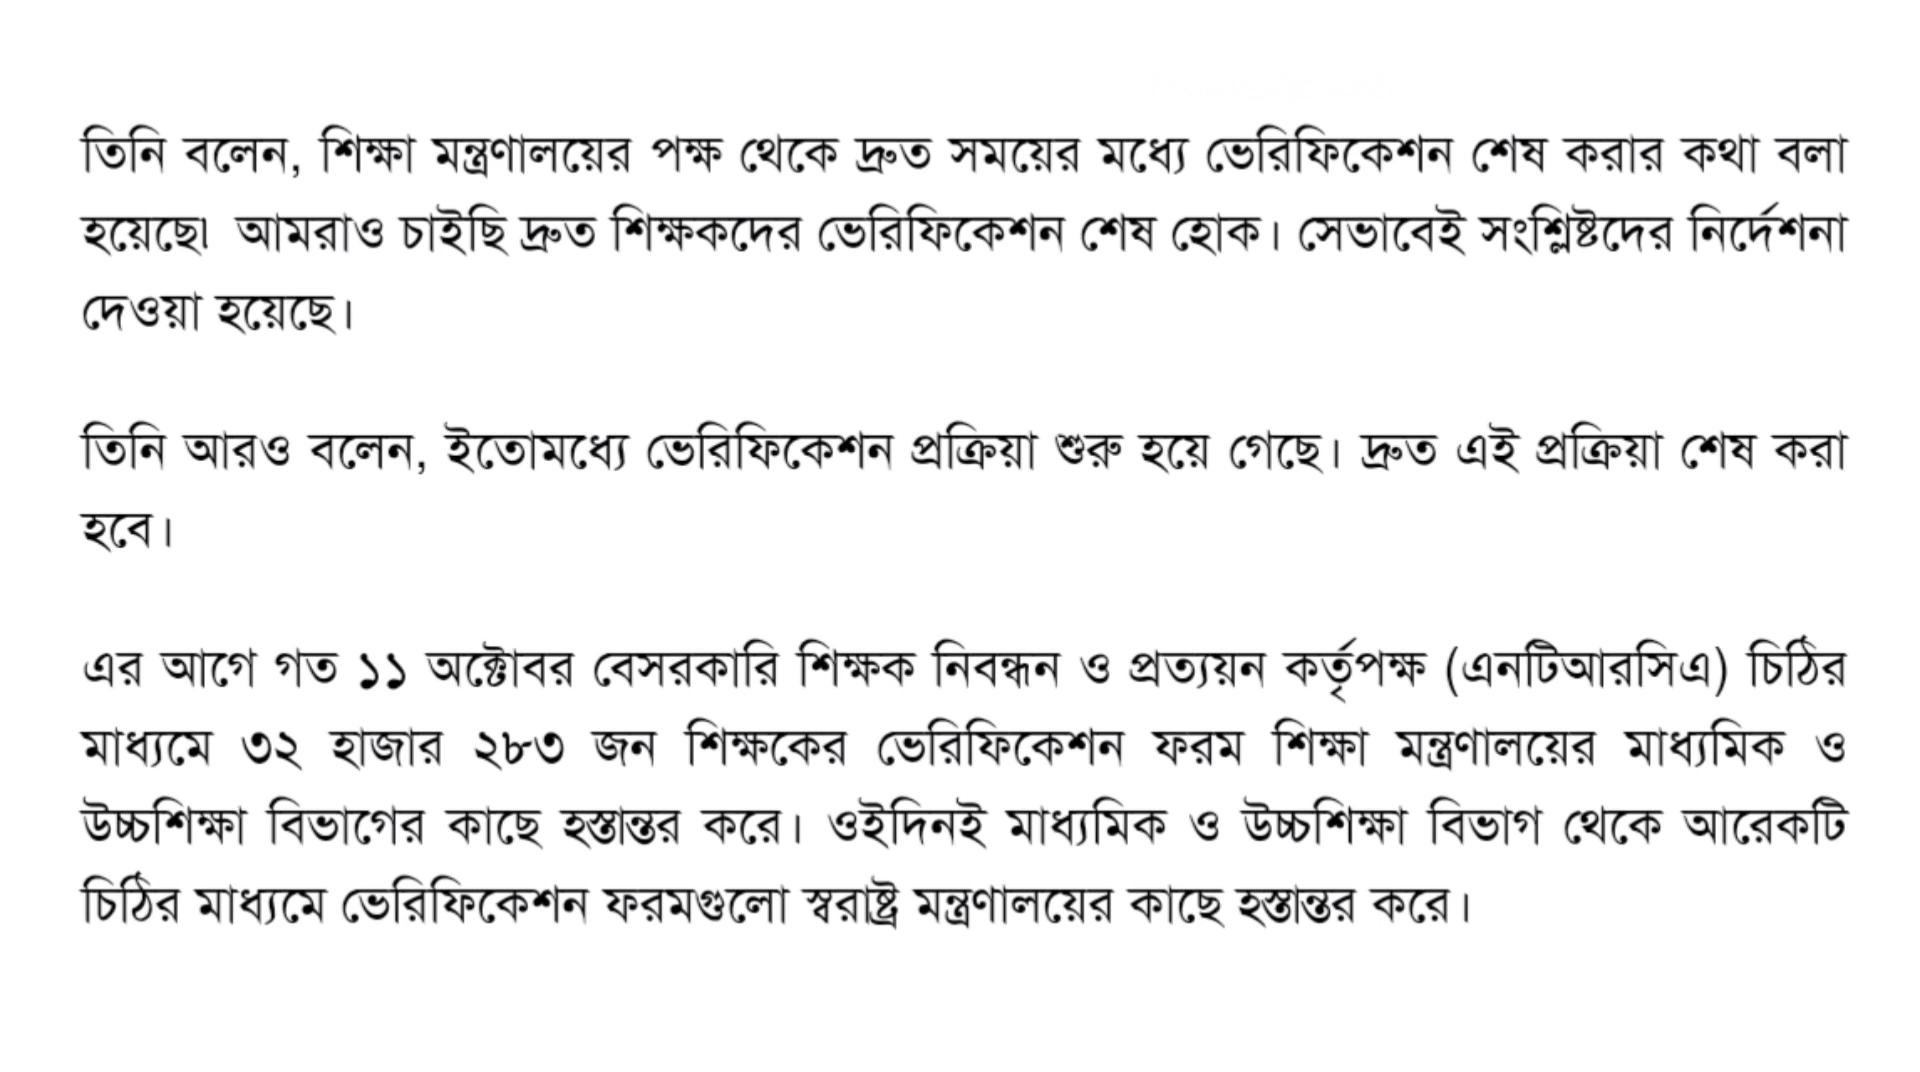 তিনি বলেন, শিক্ষা মন্ত্রণালয়ের পক্ষ থেকে দ্রুত সময়ের মধ্যে ভেরিফিকেশন শেষ করার কথা বলা
হয়েছে৷ আমরাও চাইছি দ্রুত শিক্ষকদের ভেরিফিকেশন শেষ হোক। সেভাবেই সংশ্লিষ্টদের নির্দেশনা
দেওয়া হয়েছে।
তিনি আরও বলেন, ইতোমধ্যে ভেরিফিকেশন প্রক্রিয়া শুরু হয়ে গেছে। দ্রুত এই প্রক্রিয়া শেষ করা
হবে।
এর আগে গত ১১ অক্টোবর বেসরকারি শিক্ষক নিবন্ধন ও প্রত্যয়ন কর্তৃপক্ষ (এনটিআরসিএ) চিঠির
মাধ্যমে ৩২ হাজার ২৮৩ জন শিক্ষকের ভেরিফিকেশন ফরম শিক্ষা মন্ত্রণালয়ের মাধ্যমিক ও
উচ্চশিক্ষা বিভাগের কাছে হস্তান্তর করে। ওইদিনই মাধ্যমিক ও উচ্চশিক্ষা বিভাগ থেকে আরেকটি
চিঠির মাধ্যমে ভেরিফিকেশন ফরমগুলো স্বরাষ্ট্র মন্ত্রণালয়ের কাছে হস্তান্তর করে।